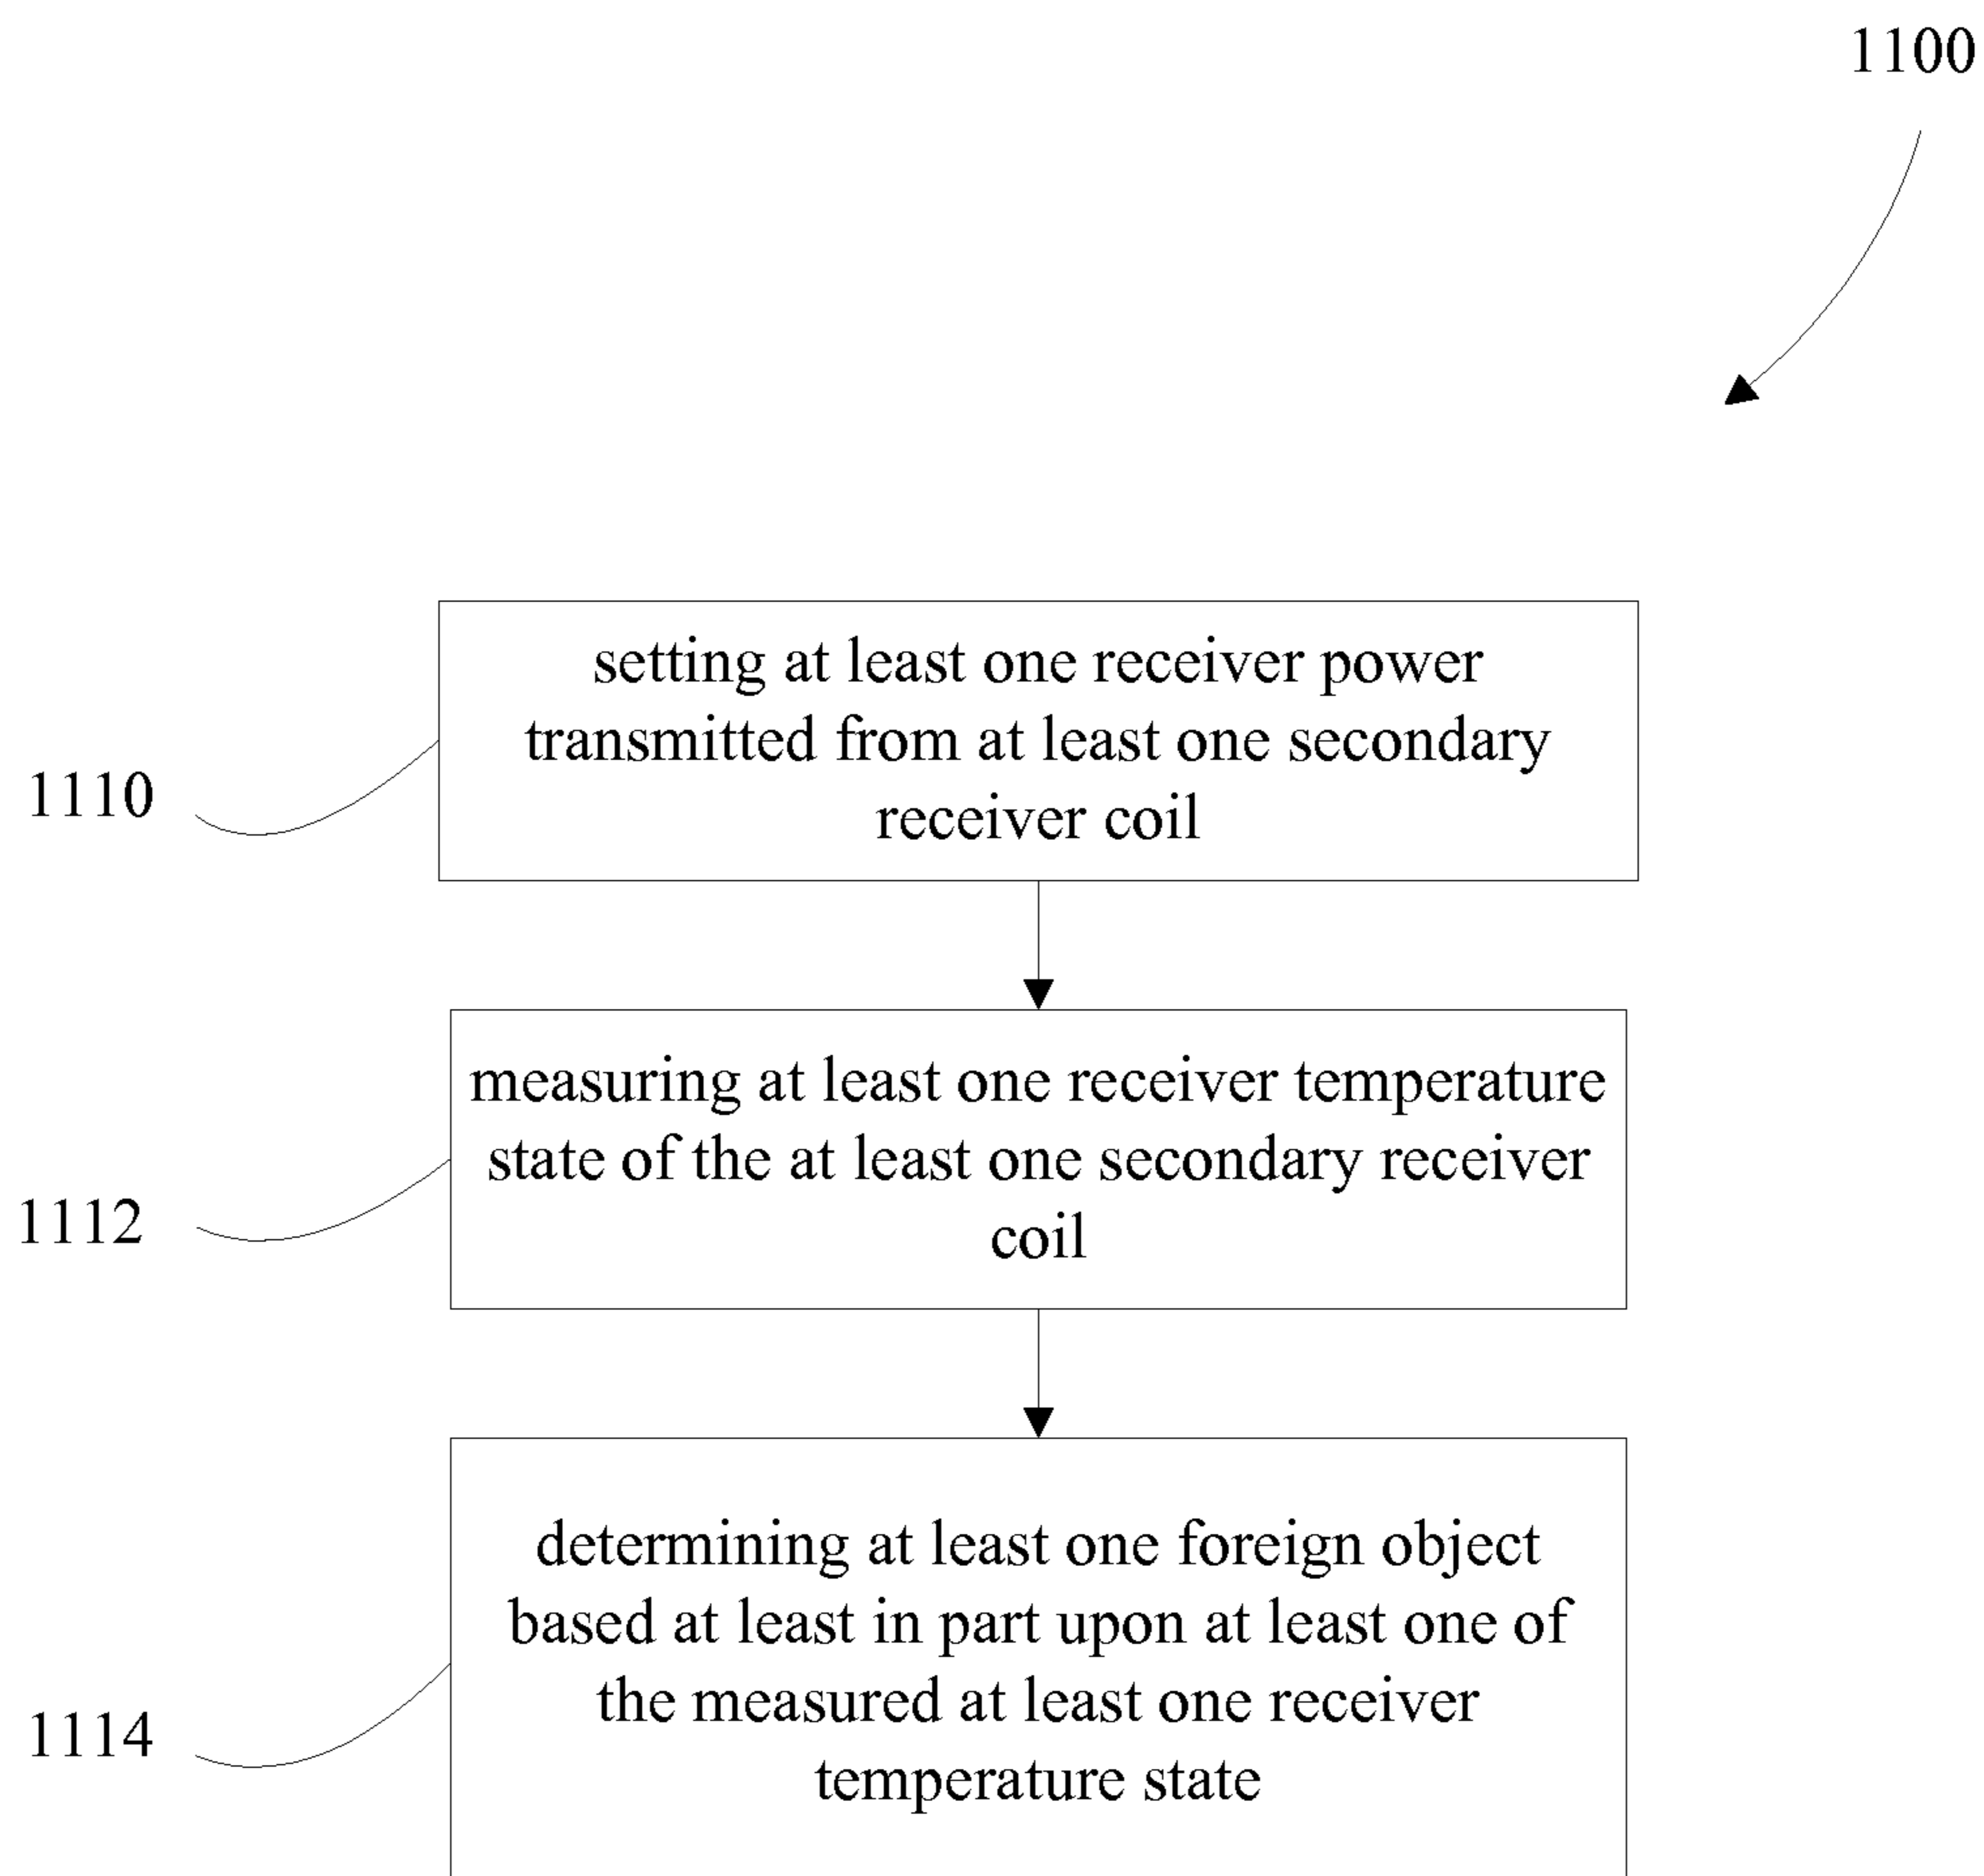 1100
setting at least one receiver power
transmitted from at least one secondary
receiver coil
1110
measuring at least one receiver temperature
state of the at least one secondary receiver
coil
1112
determining at least one foreign object
based at least in part upon at least one of
the measured at least one receiver
temperature state
1114